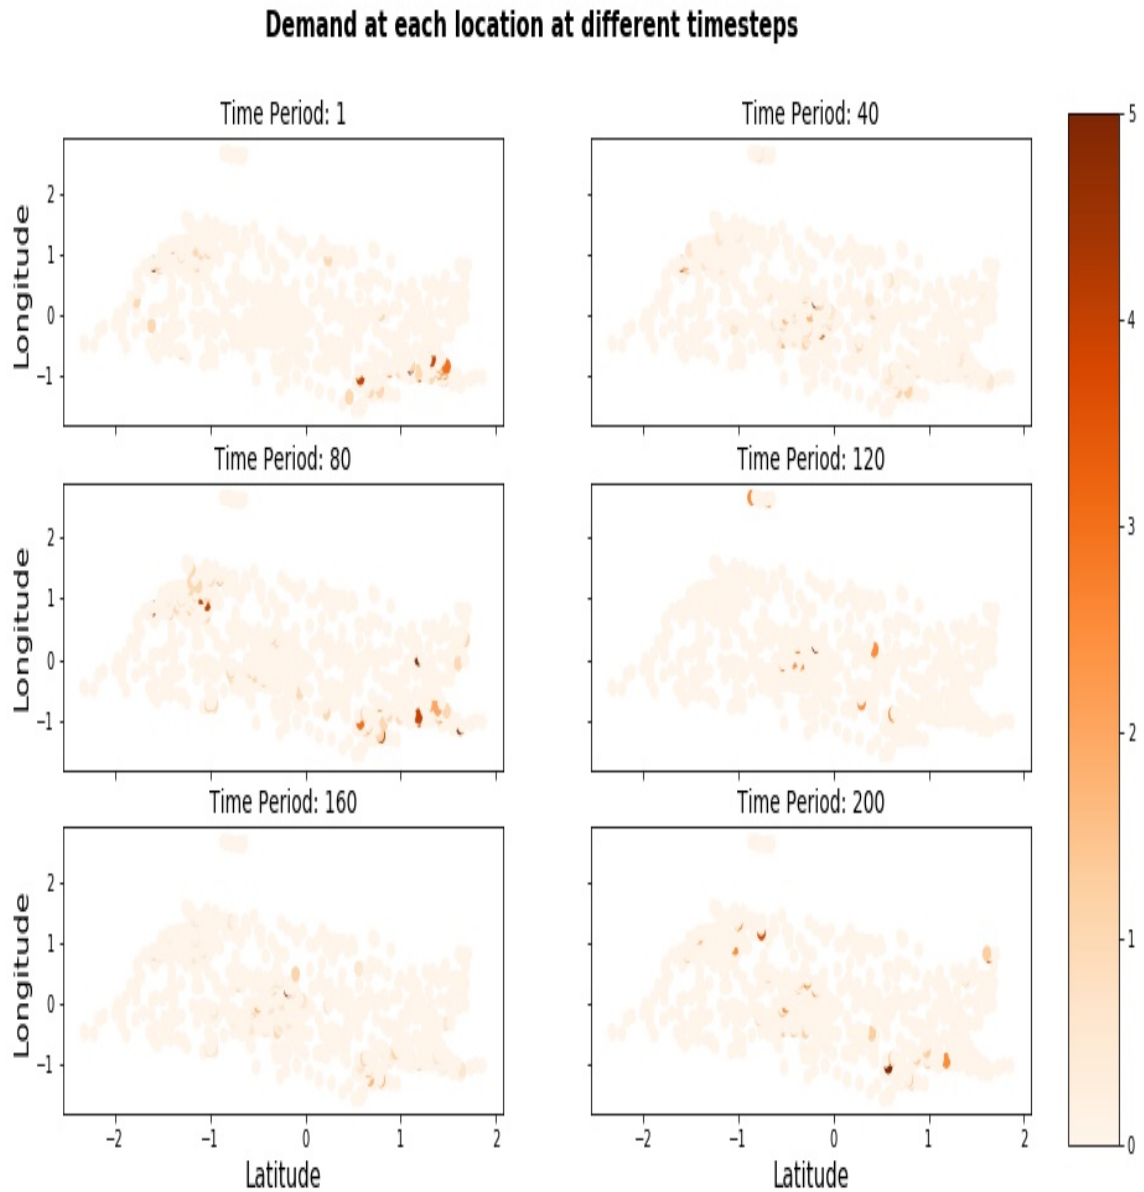 Demand at each location at different timesteps
Time Period: 1
Time Period: 40
5
4
3
2
1
0
Longitude
2
1
0
−1
−2
−1
0
1
2
Time Period: 80
Time Period: 120
Longitude
2
1
0
−1
Time Period: 160
Time Period: 200
Longitude
2
1
0
−1
−2
−1
0
1
2
Latitude
Latitude